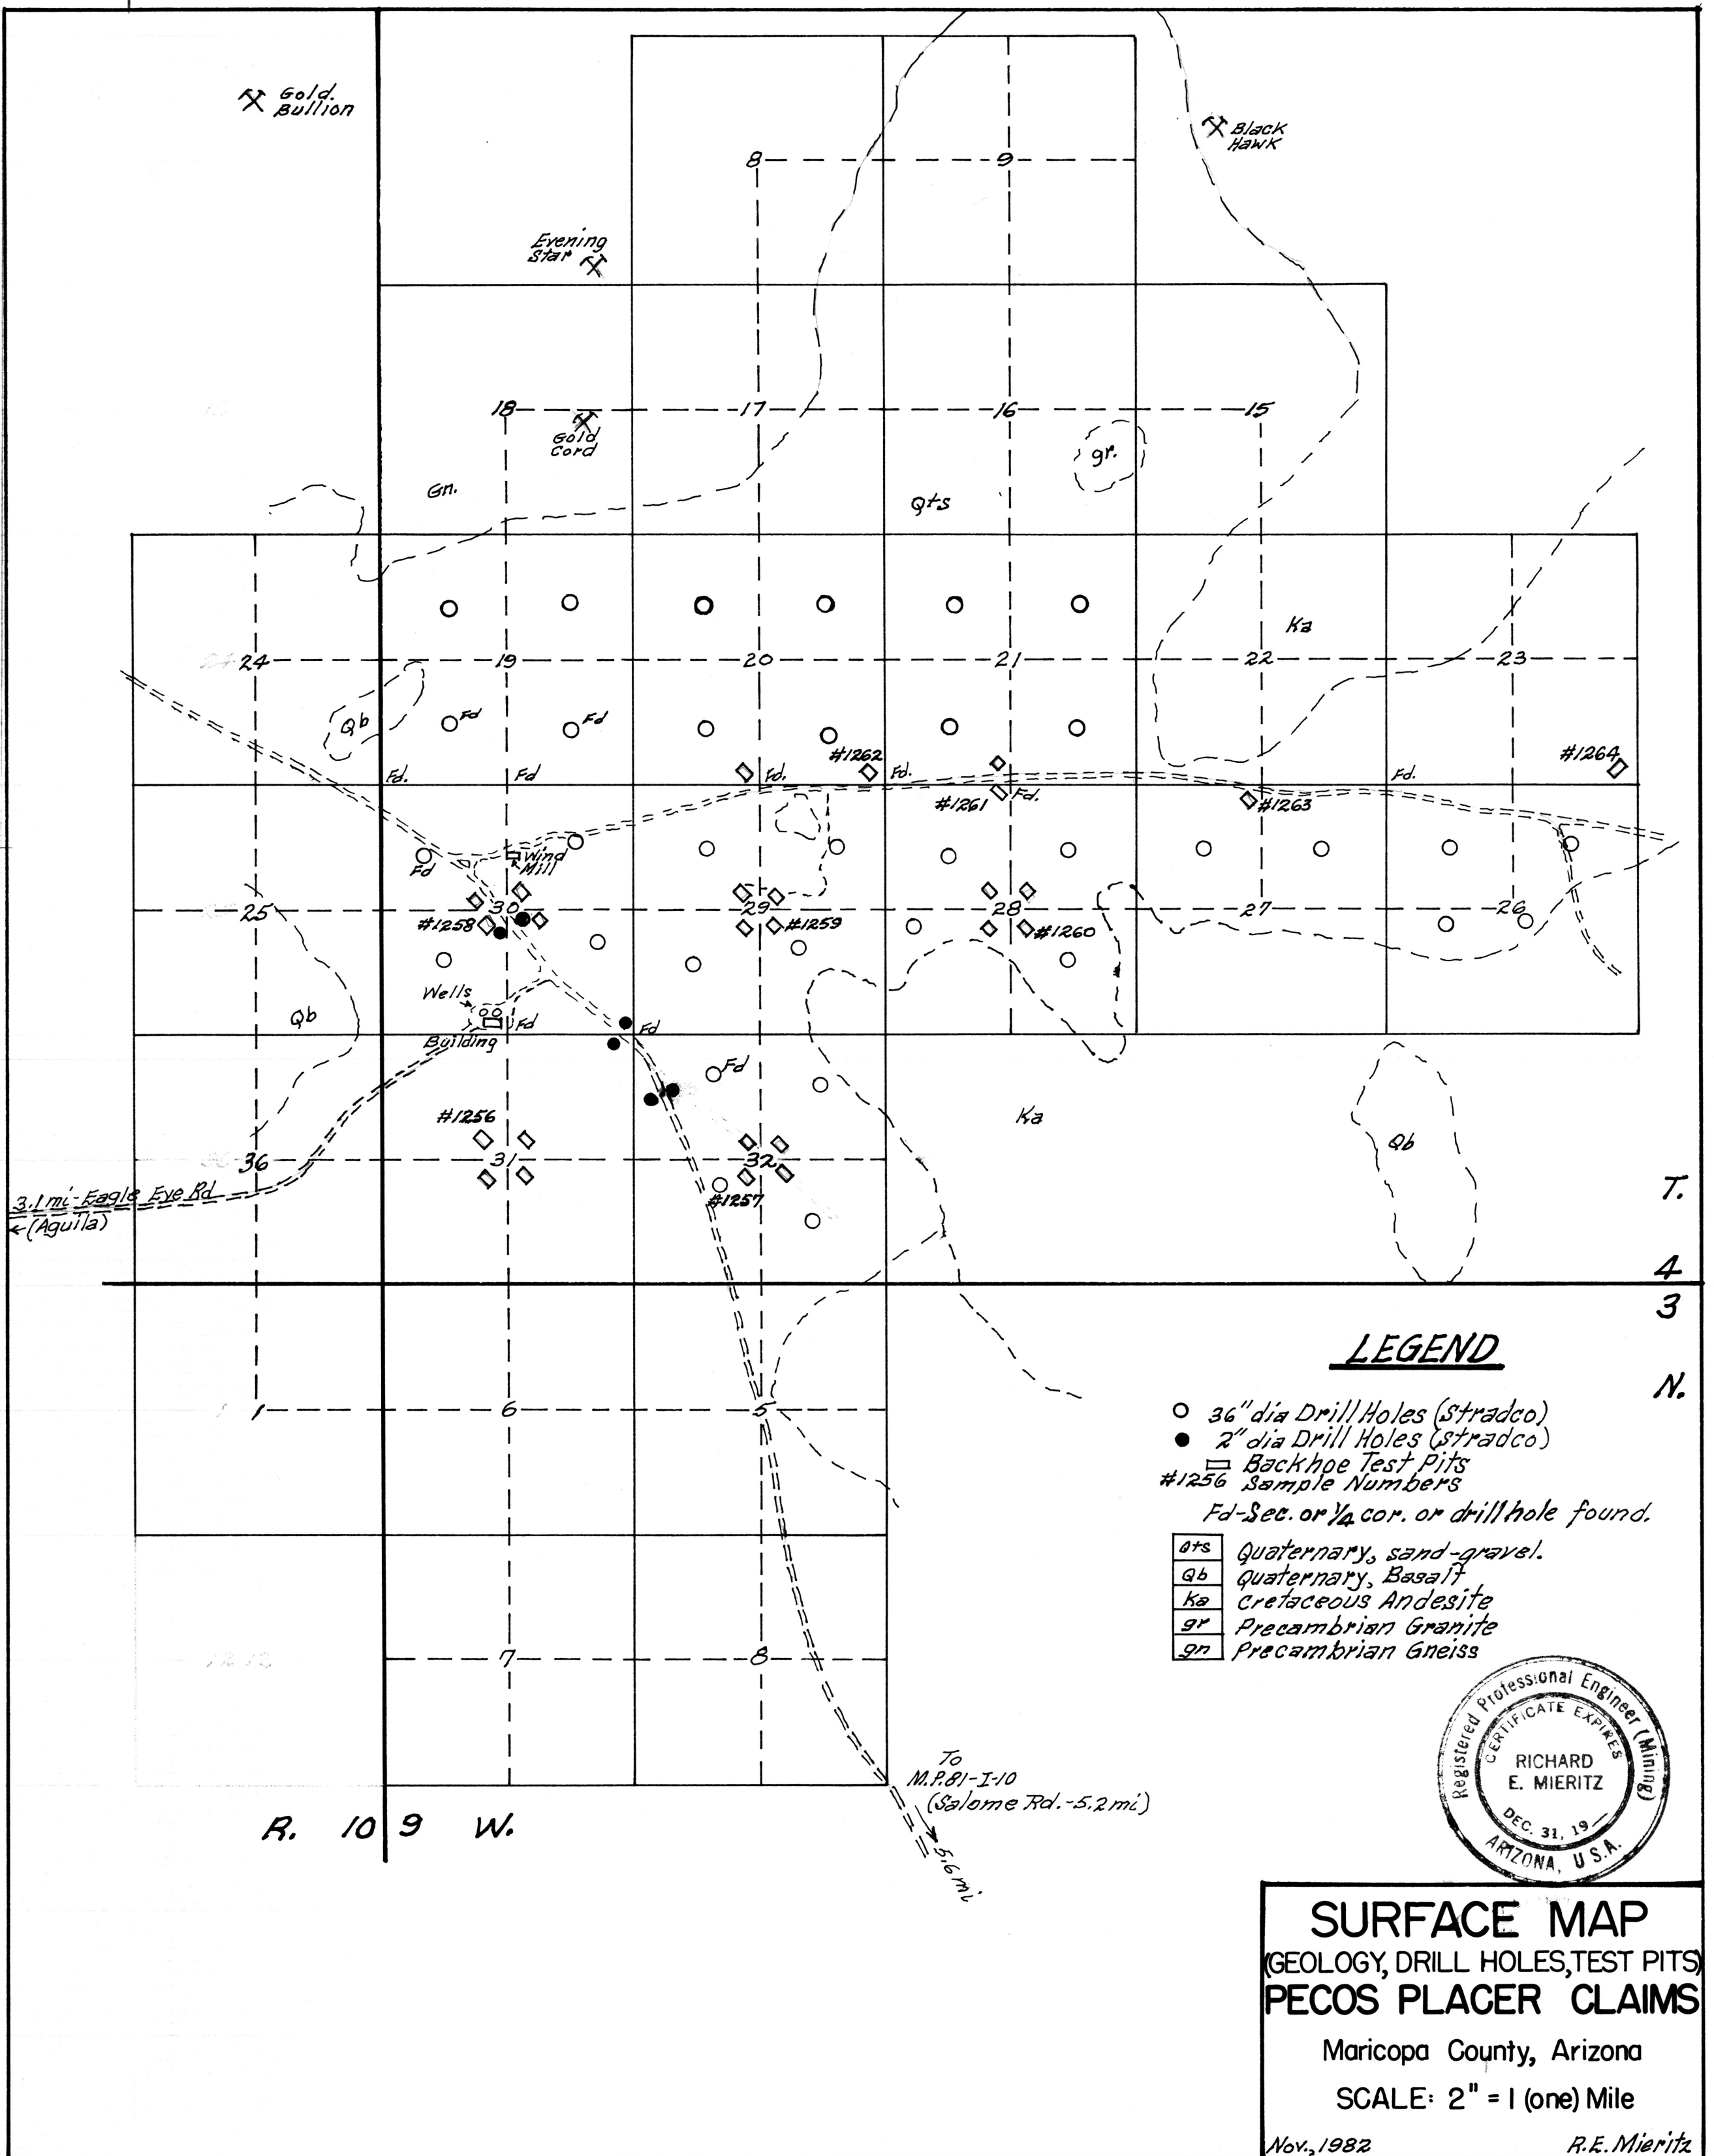 Gold.
Bullion
Black
Hawk
8
9
Evening
Star
18
17
16
15
Gold
Cord
gr.
Gn.
Qts
Ka
24
19
20
21
22
23
Qb
Fd
Fd
#1262
#1264
Fd.
Fd
Fd.
Fd.
Fd.
#1261
Fd.
#1263
Wind
Mill
Fd
25
30
29
28
27
26
#1258
#1259
#1260
Wells
Qb
Fd
Fd
Building
Fd
#1256
Ka
Qb
36
31
32
#1257
3.1 mi-Eagle Eye Rd
←(Aguila)
T.
4
3
N.
LEGEND
36" dia Drill Holes (Stradco)
2" dia Drill Holes (Stradco)
Backhoe Test Pits
#1256 Sample Numbers
Fd-Sec. or 1/4 cor. or drill hole found.
Qts Quaternary, sand-gravel.
Qb Quaternary, Basalt
Ka Cretaceous Andesite
gr Precambrian Granite
gn Precambrian Gneiss
1
6
5
7
8
To
M.P.81-I-10
(Salome Rd.-5.2mi)
5.6 mi
R. 10 9 W.
Registered Professional Engineer (Mining)
CERTIFICATE EXPIRES
RICHARD
E. MIERITZ
DEC. 31, 19
ARIZONA, U.S.A.
SURFACE MAP
(GEOLOGY, DRILL HOLES, TEST PITS)
PECOS PLACER CLAIMS
Maricopa County, Arizona
SCALE: 2" = 1 (one) Mile
Nov., 1982 R.E. Mieritz